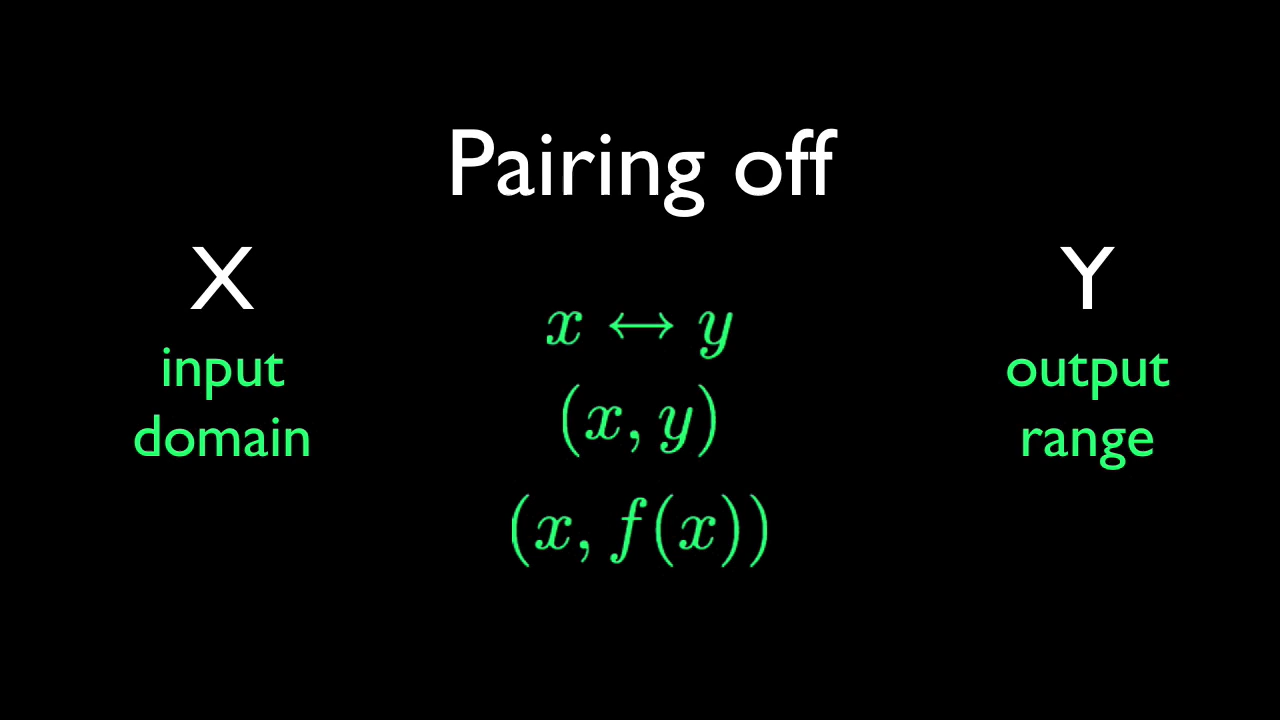 Pairing off
X
input
domain
x ↔ y
(x, y)
(x, f(x))
Y
output
range